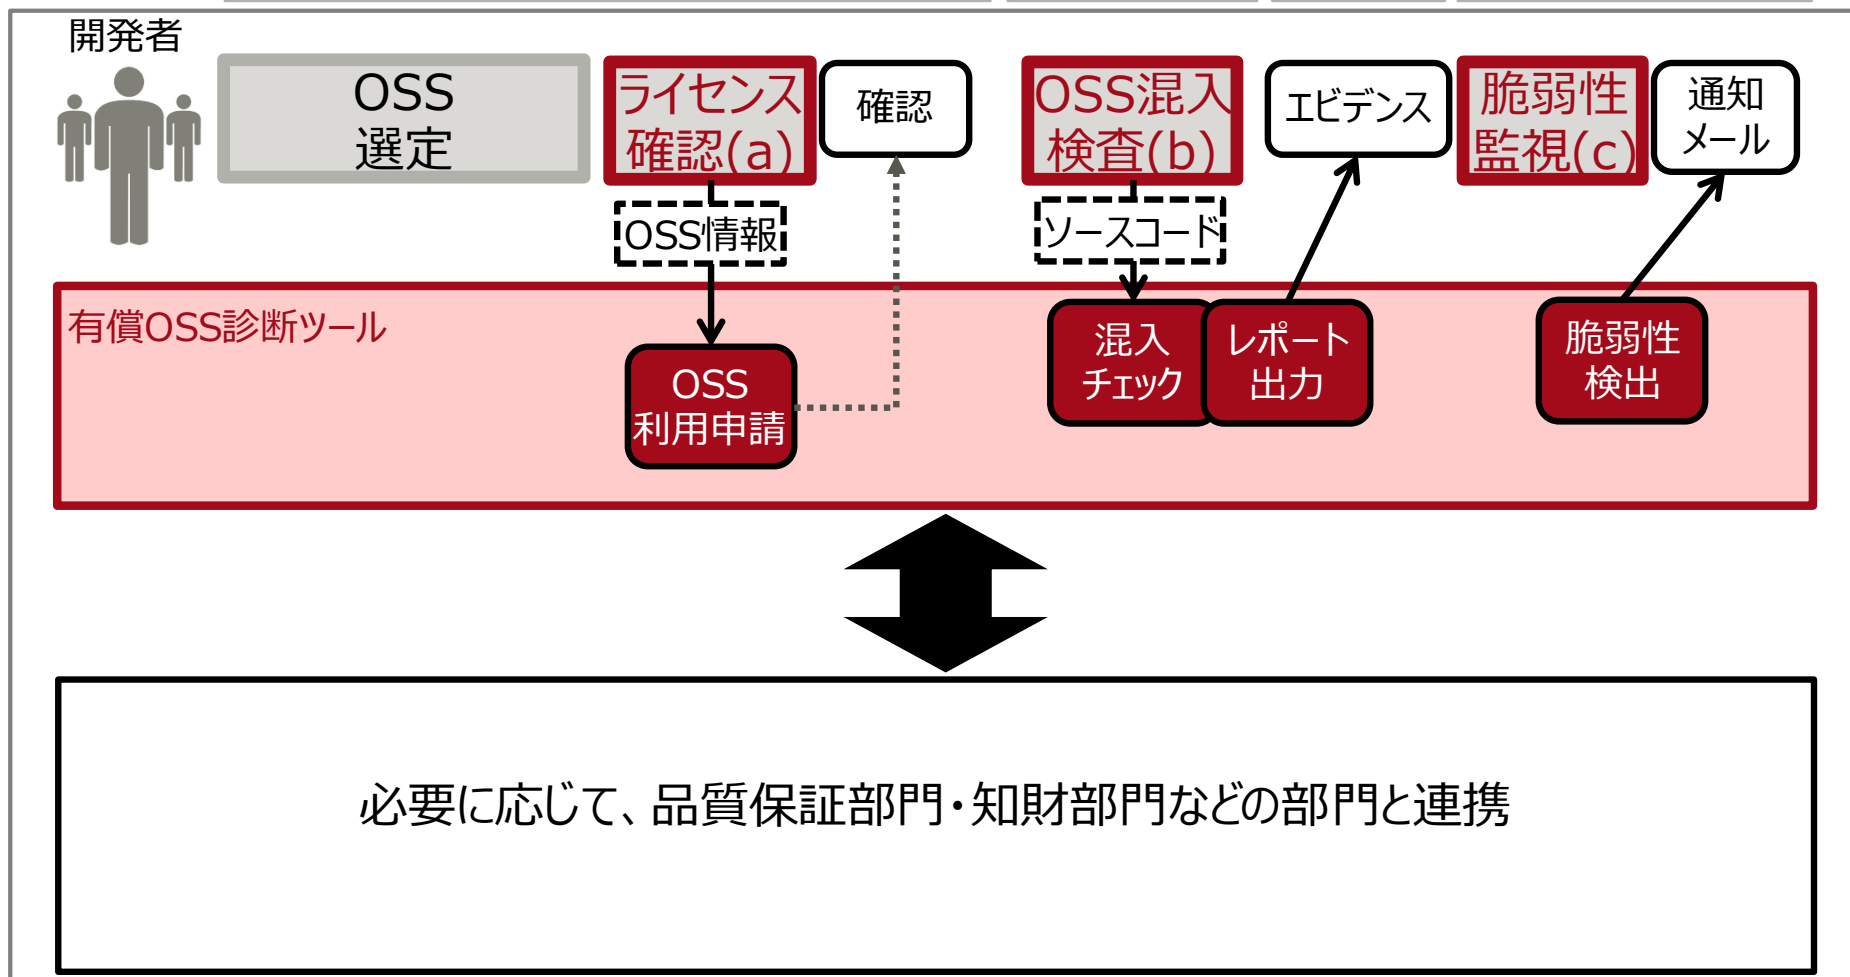 開発者
OSS
選定
ライセンス
確認(a)
確認
OSS混入
検査(b)
エビデンス
脆弱性
監視(c)
通知
メール
OSS情報
ソースコード
有償OSS診断ツール
OSS
利用申請
混入
チェック
レポート
出力
脆弱性
検出
必要に応じて、品質保証部門・知財部門などの部門と連携